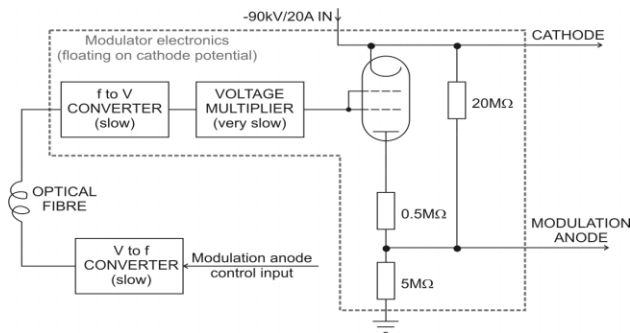 -90kV/20A IN
CATHODE
Modulator electronics
(floating on cathode potential)
f to V
CONVERTER
(slow)
VOLTAGE
MULTIPLIER
(very slow)
20MΩ
OPTICAL
FIBRE
0.5MΩ
MODULATION
ANODE
V to f
CONVERTER
(slow)
Modulation anode
control input
5MΩ